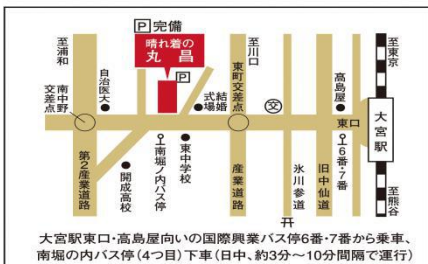 P 完備
晴れ着の
丸昌
P
至浦和
南中野
交差点
自治医大
第2産業道路
開成高校
南堀ノ内バス停
東中学校
結婚
式場
至川口
東町交差点
産業道路
交
氷川参道
旧中仙道
高島屋
6番・7番
東口
大宮駅
至東京
至熊谷
大宮駅東口・高島屋向いの国際興業バス停6番・7番から乗車、
南堀の内バス停(4つ目)下車(日中、約3分～10分間隔で運行)